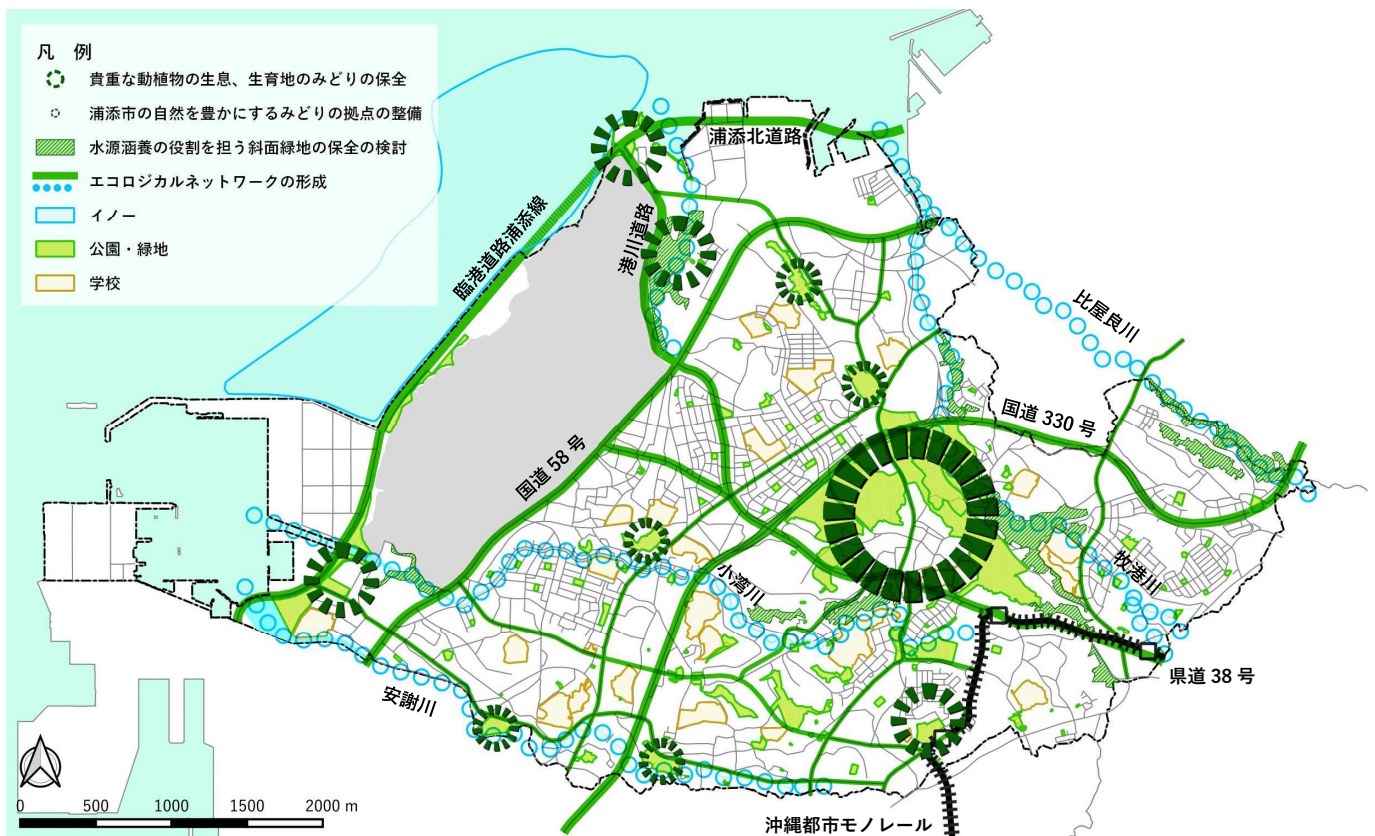 凡 例
貴重な動植物の生息、生育地のみどりの保全
浦添市の自然を豊かにするみどりの拠点の整備
水源涵養の役割を担う斜面緑地の保全の検討
エコロジカルネットワークの形成
イノー
公園・緑地
学校
浦添北道路
臨港道路浦添線
港川道路
比屋良川
国道 330 号
国道 58 号
小湾川
牧港川
県道 38 号
安謝川
沖縄都市モノレール
0 500 1000 1500 2000 m